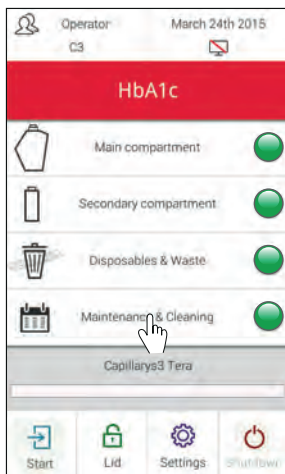 Operator March 24th 2015
C3
HbA1c
Main compartment
Secondary compartment
Disposables & Waste
Maintenance & Cleaning
Capillarys3 Tera
Start Lid Settings Shutdown